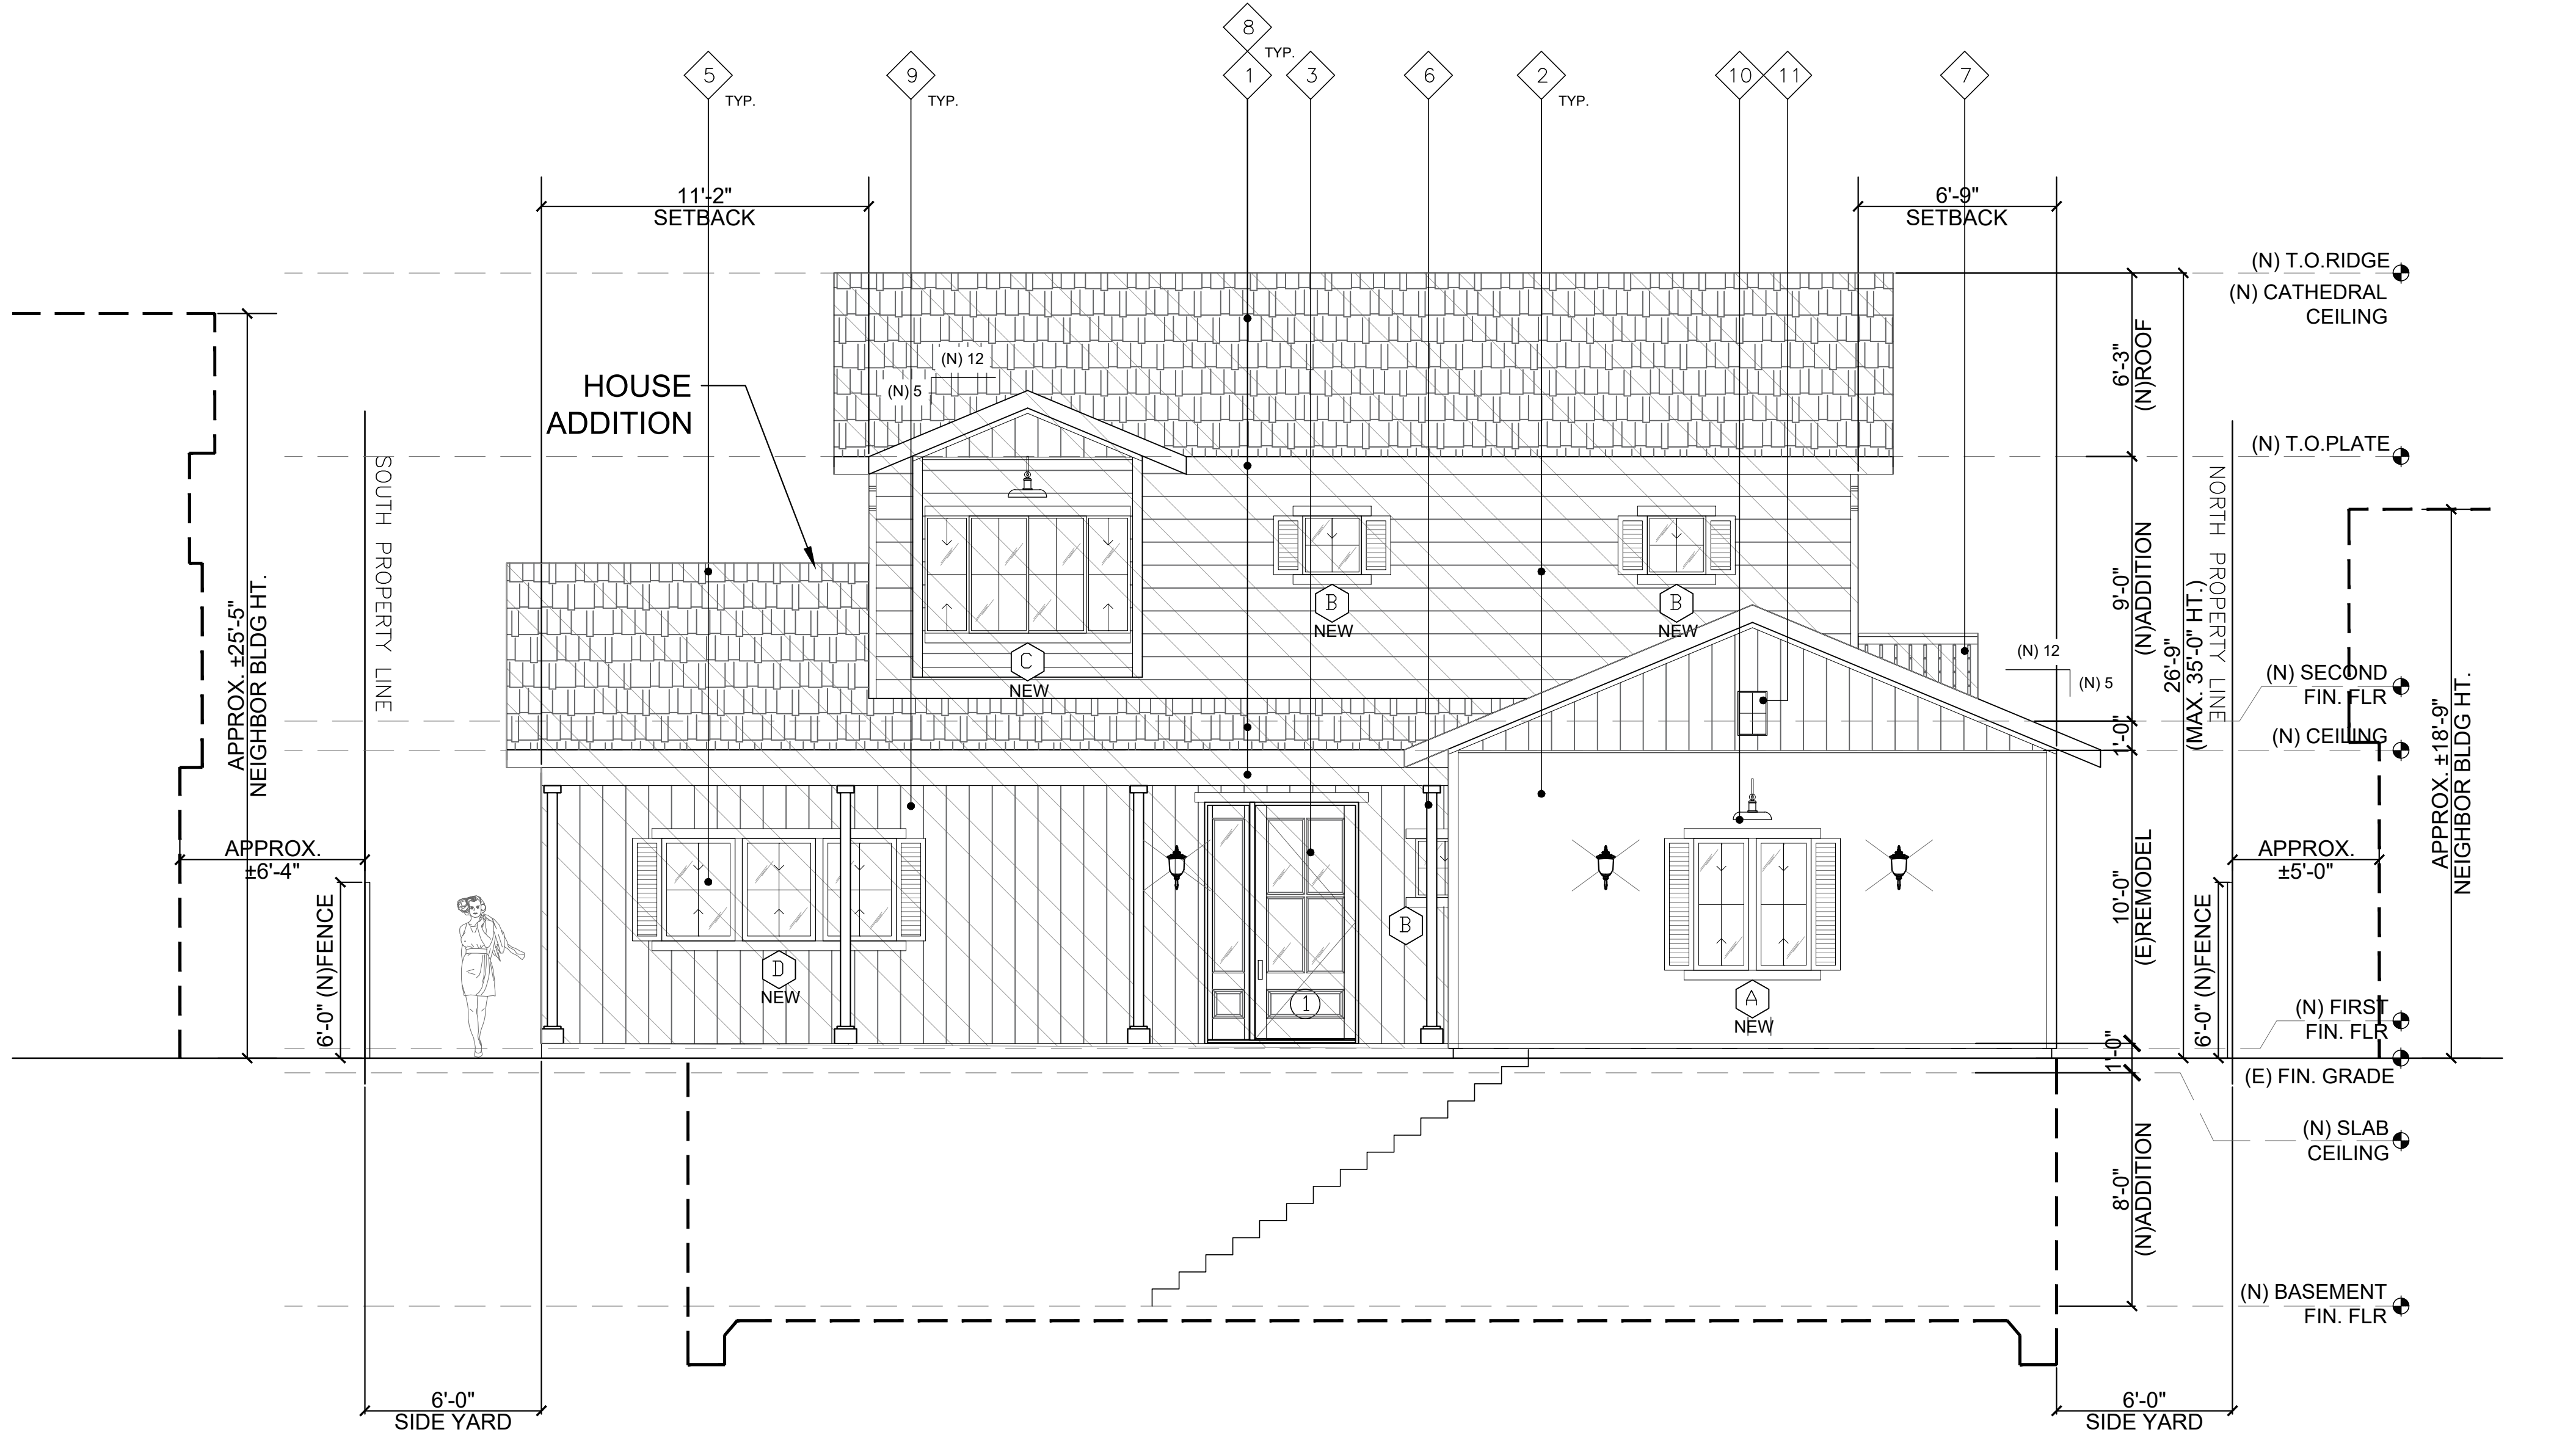 8
TYP.
5
TYP.
9
TYP.
1
3
6
2
TYP.
10
11
7
11'-2"
SETBACK
6'-9"
SETBACK
(N) T.O.RIDGE
(N) CATHEDRAL
CEILING
6'-3"
(N)ROOF
(N) 12
(N) 5
HOUSE
ADDITION
(N) T.O.PLATE
SOUTH PROPERTY LINE
NORTH PROPERTY LINE
APPROX. ±25'-5"
NEIGHBOR BLDG HT.
9'-0"
(N)ADDITION
26'-9"
(MAX. 35'-0" HT.)
B
NEW
B
NEW
C
NEW
(N) 12
(N) 5
(N) SECOND
FIN. FLR
1'-0"
(N) CEILING
APPROX. ±18'-9"
NEIGHBOR BLDG HT.
APPROX.
±6'-4"
APPROX.
±5'-0"
10'-0"
(E)REMODEL
6'-0" (N)FENCE
6'-0" (N)FENCE
D
NEW
B
1
A
NEW
(N) FIRST
FIN. FLR
1'-0"
(E) FIN. GRADE
(N) SLAB
CEILING
8'-0"
(N)ADDITION
(N) BASEMENT
FIN. FLR
6'-0"
SIDE YARD
6'-0"
SIDE YARD